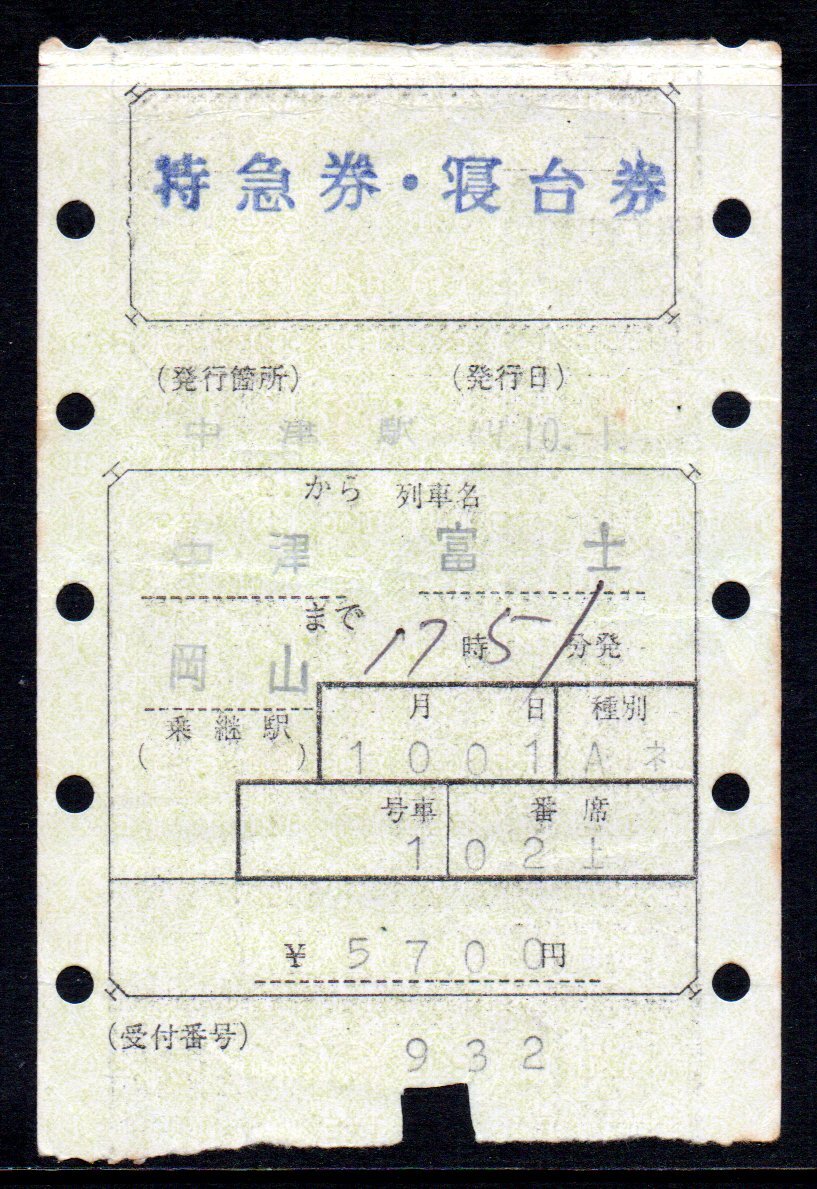 特急券・寝台券
(発行箇所) (発行日)
中津駅 10.-1.
から 列車名
中津 富士
まで 17時51分発
岡山
月 日 種別
乗継駅
( ) 1001 Aネ
号車 番席
1 02上
¥5700円
(受付番号)
932